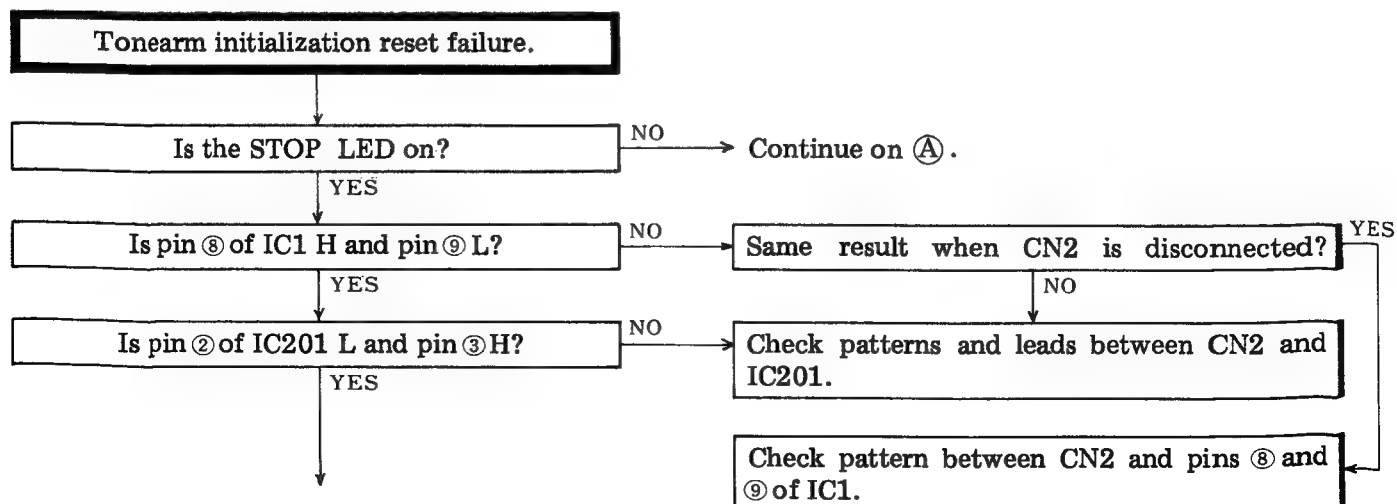 Tonearm initialization reset failure.
Is the STOP LED on?
NO
Continue on Ⓐ.
YES
Is pin ⑧ of IC1 H and pin ⑨ L?
NO
Same result when CN2 is disconnected?
YES
YES
NO
Is pin ② of IC201 L and pin ③ H?
NO
Check patterns and leads between CN2 and
IC201.
YES
Check pattern between CN2 and pins ⑧ and
⑨ of IC1.